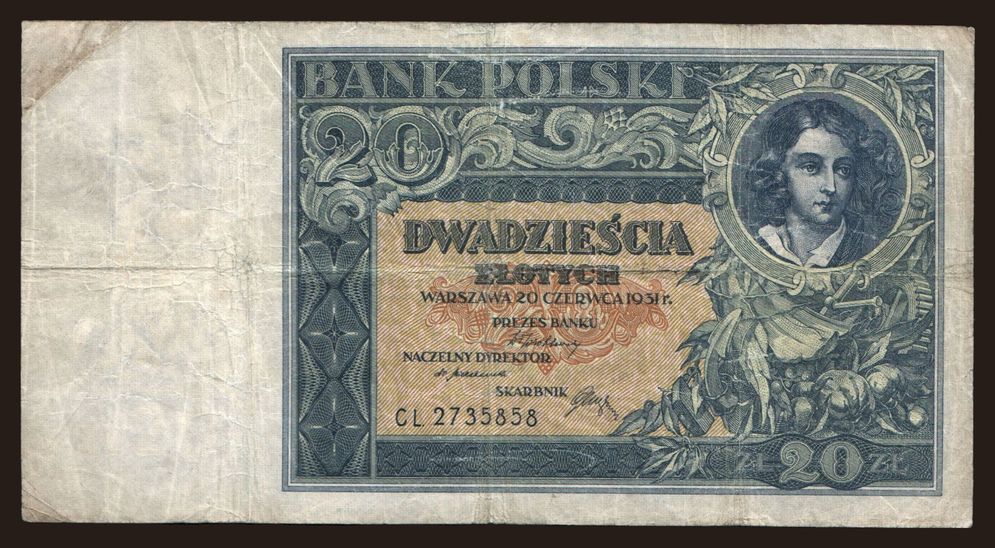 BANK POLSKI
20
DWADZIEŚCIA
ZŁOTYCH
WARSZAWA 20 CZERWCA 1931 r.
PREZES BANKU
NACZELNY DYREKTOR
SKARBNIK
CL 2735858
ZŁ 20 ZŁ